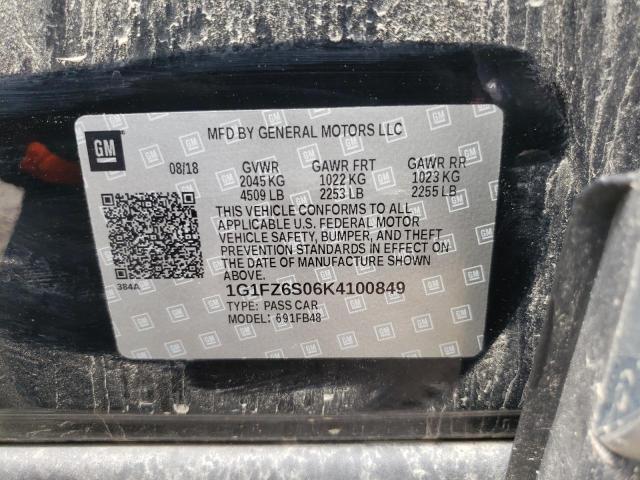 GM
MFD BY GENERAL MOTORS LLC
08/18 GVWR GAWR FRT GAWR RR
2045 KG 1022 KG 1023 KG
4509 LB 2253 LB 2255 LB
THIS VEHICLE CONFORMS TO ALL
APPLICABLE U.S. FEDERAL MOTOR
VEHICLE SAFETY, BUMPER, AND THEFT
PREVENTION STANDARDS IN EFFECT ON
THE DATE OF MANUFACTURE SHOWN
ABOVE.
384A
1G1FZ6S06K4100849
TYPE: PASS CAR
MODEL: 691FB48